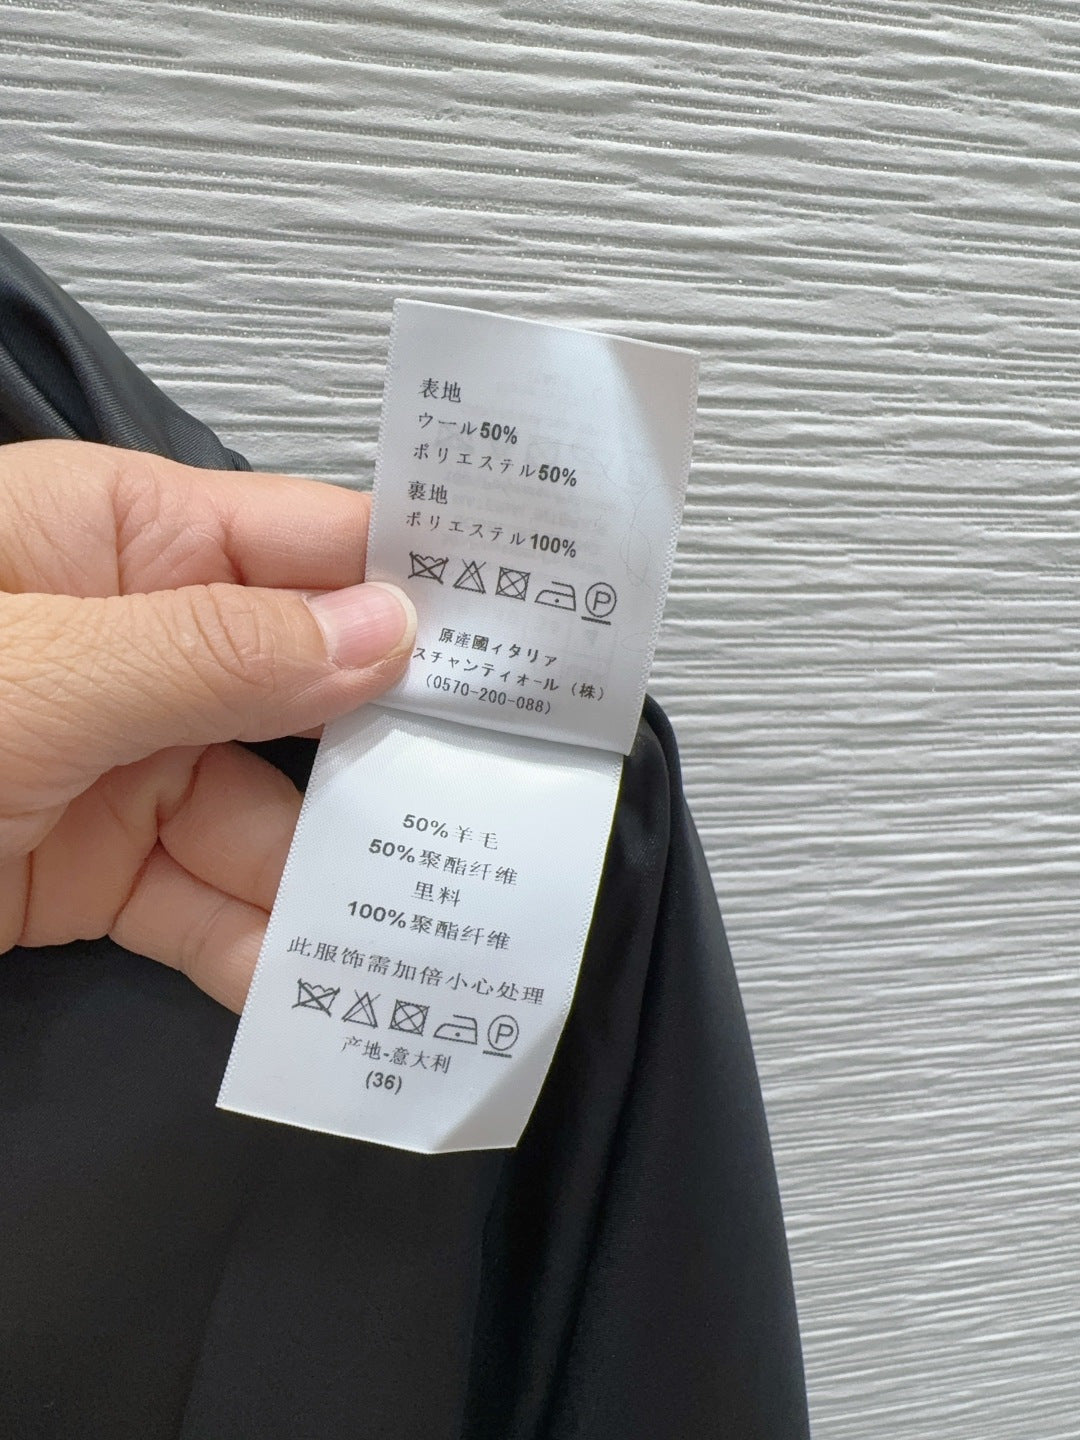 表地
ウール50%
ポリエステル50%
裏地
ポリエステル100%
P
原産國イタリア
スチャンティオール(株)
(0570-200-088)
50%羊毛
50%聚酯纤维
里料
100%聚酯纤维
此服饰需加倍小心处理
P
产地-意大利
(36)